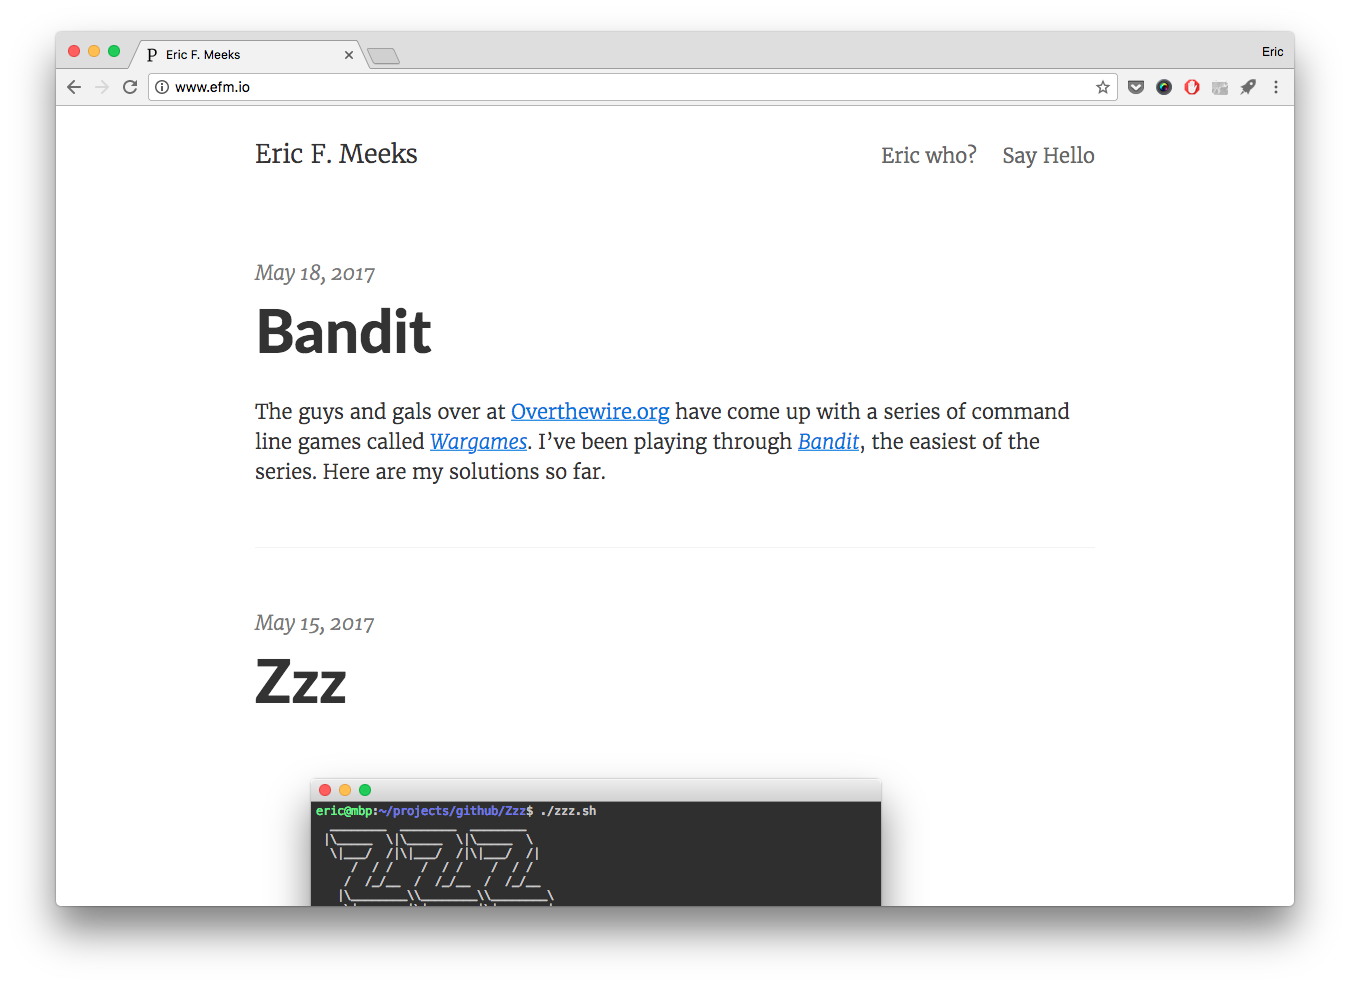 P Eric F. Meeks
Eric
www.efm.io
Eric F. Meeks
Eric who? Say Hello
May 18, 2017
Bandit
The guys and gals over at Overthewire.org have come up with a series of command
line games called Wargames. I’ve been playing through Bandit, the easiest of the
series. Here are my solutions so far.
May 15, 2017
Zzz
eric@mbp:~/projects/github/Zzz$ ./zzz.sh